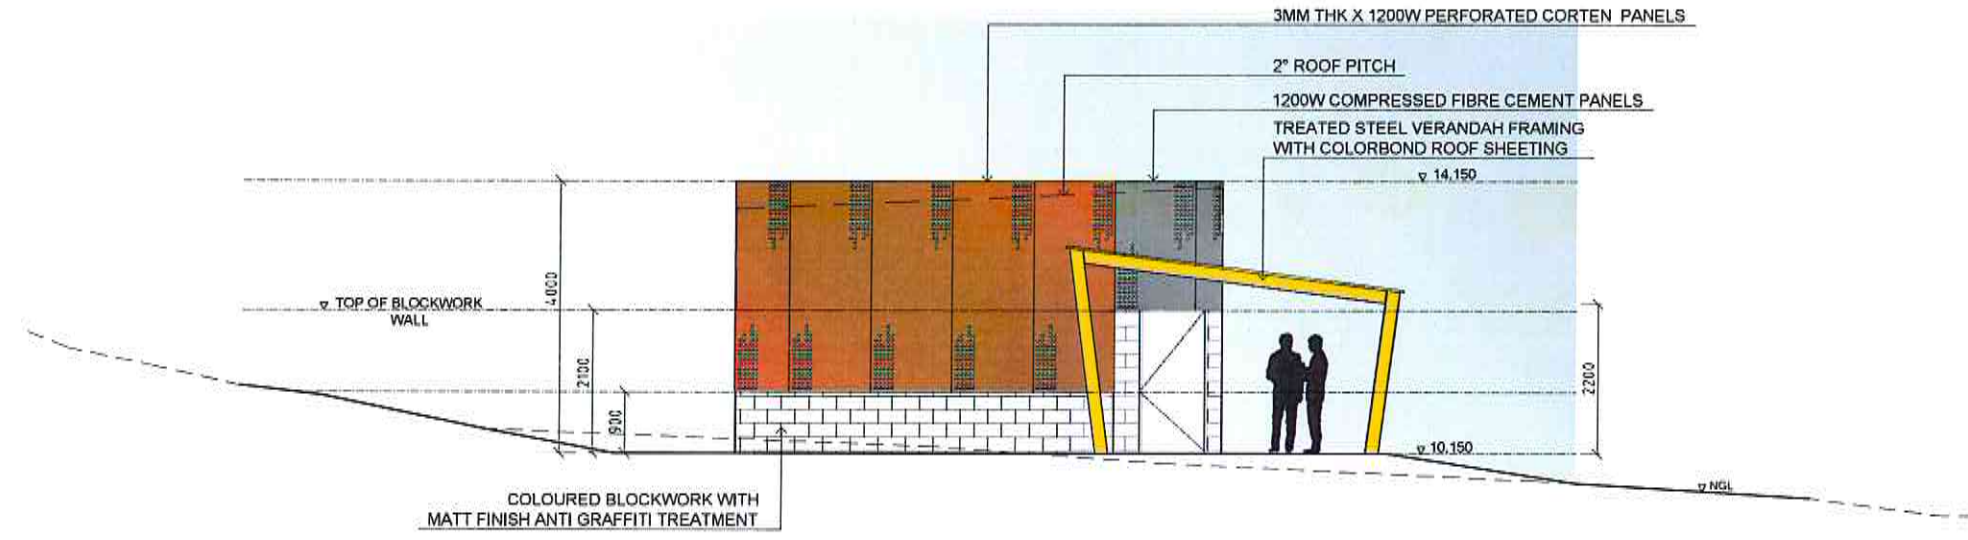 3MM THK X 1200W PERFORATED CORTEN PANELS
2° ROOF PITCH
1200W COMPRESSED FIBRE CEMENT PANELS
TREATED STEEL VERANDAH FRAMING
WITH COLORBOND ROOF SHEETING
14,150
4000
TOP OF BLOCKWORK
WALL
2100
900
2200
10,150
NGL
COLOURED BLOCKWORK WITH
MATT FINISH ANTI GRAFFITI TREATMENT